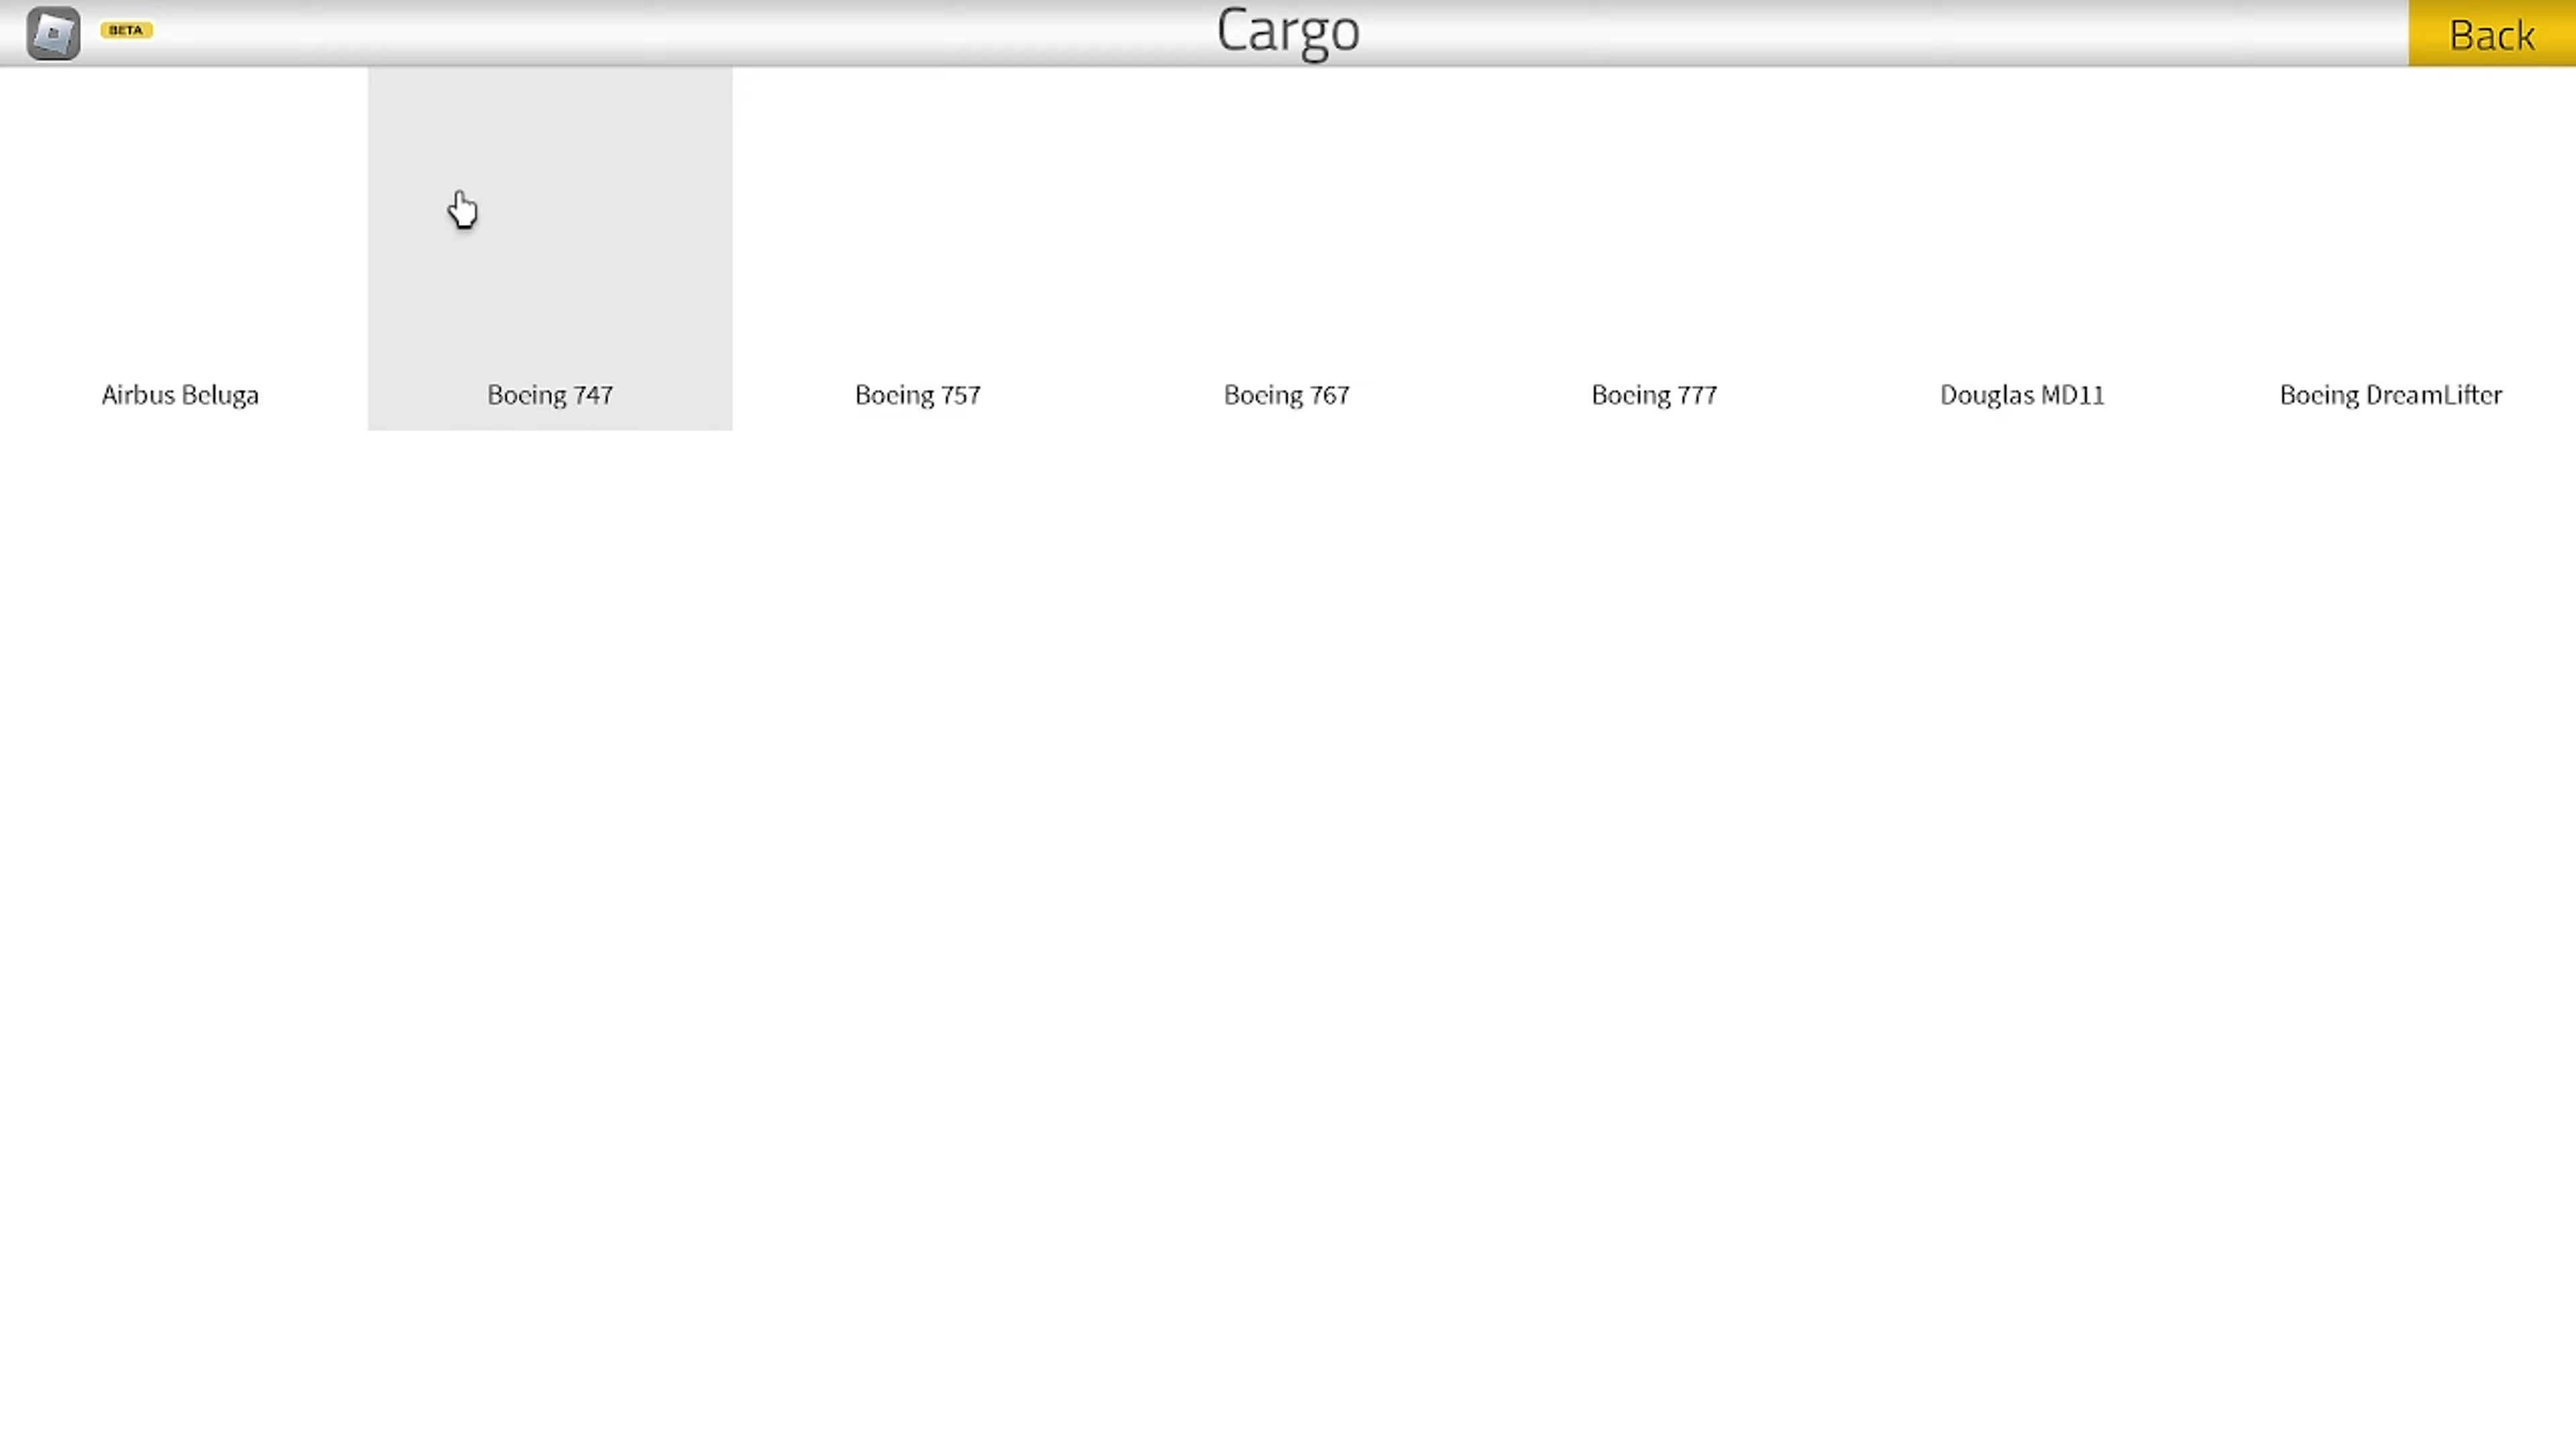 BETA
Cargo
Back
Airbus Beluga
Boeing 747
Boeing 757
Boeing 767
Boeing 777
Douglas MD11
Boeing DreamLifter